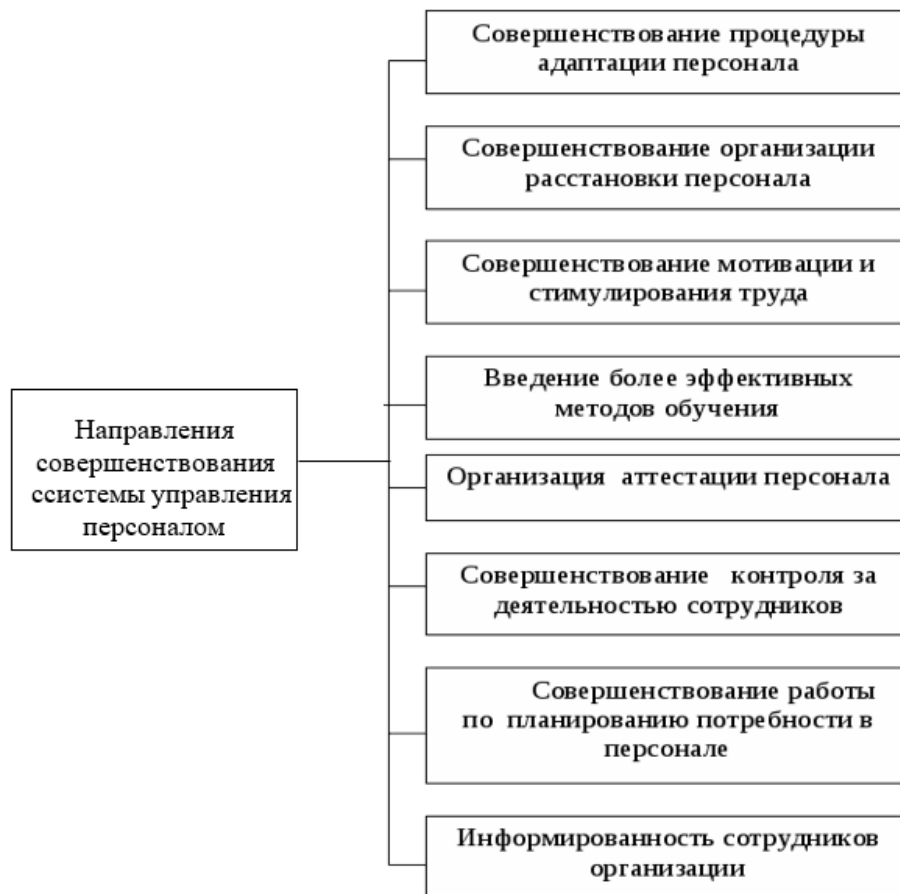 Совершенствование процедуры
адаптации персонала
Совершенствование организации
расстановки персонала
Совершенствование мотивации и
стимулирования труда
Введение более эффективных
методов обучения
Направления
совершенствования
ссистемы управления
персоналом
Организация аттестации персонала
Совершенствование контроля за
деятельностью сотрудников
Совершенствование работы
по планированию потребности в
персонале
Информированность сотрудников
организации